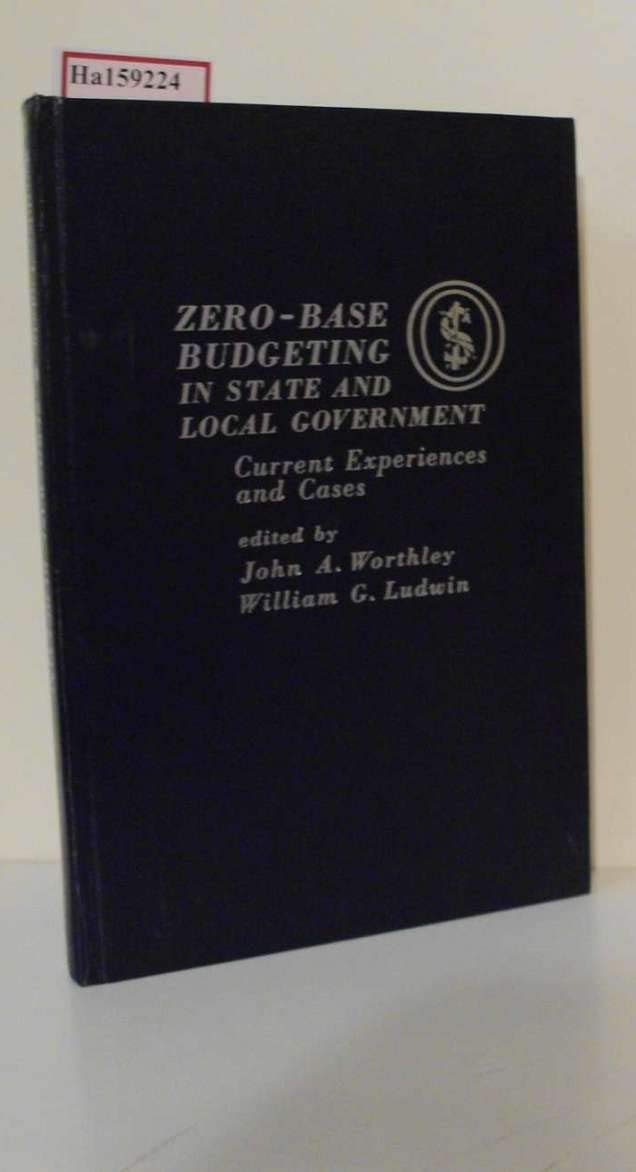 Ha159224
ZERO-BASE
BUDGETING
IN STATE AND
LOCAL GOVERNMENT
$
Current Experiences
and Cases
edited by
John A. Worthley
William G. Ludwin